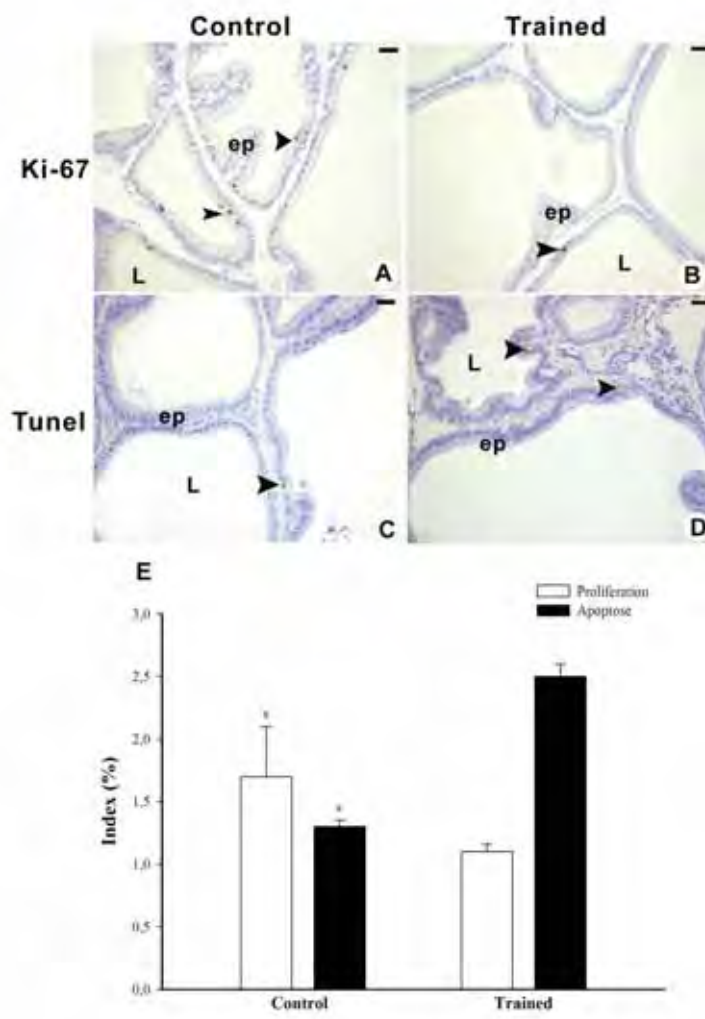 Control Trained
Ki-67
ep
ep
L
A
L
B
Tunel
L
ep
L
ep
C
D
E
Proliferation
Apoptose
3,0
2,5
2,0
1,5
1,0
0,5
0,0
Index (%)
*
*
Control Trained